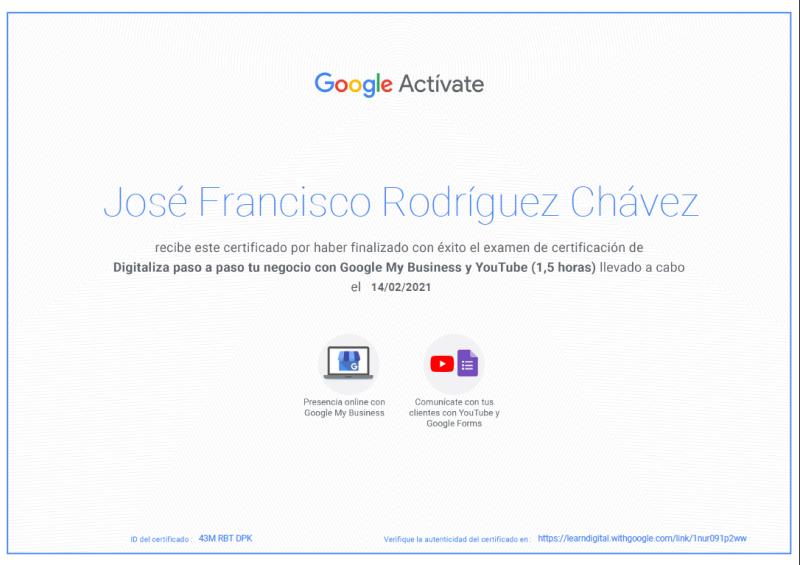 Google Actívate
José Francisco Rodríguez Chávez
recibe este certificado por haber finalizado con éxito el examen de certificación de
Digitaliza paso a paso tu negocio con Google My Business y YouTube (1,5 horas) llevado a cabo
el 14/02/2021
Presencia online con
Google My Business
Comunícate con tus
clientes con YouTube y
Google Forms
ID del certificado : 43M RBT DPK
Verifique la autenticidad del certificado en : https://learndigital.withgoogle.com/link/1nur091p2ww